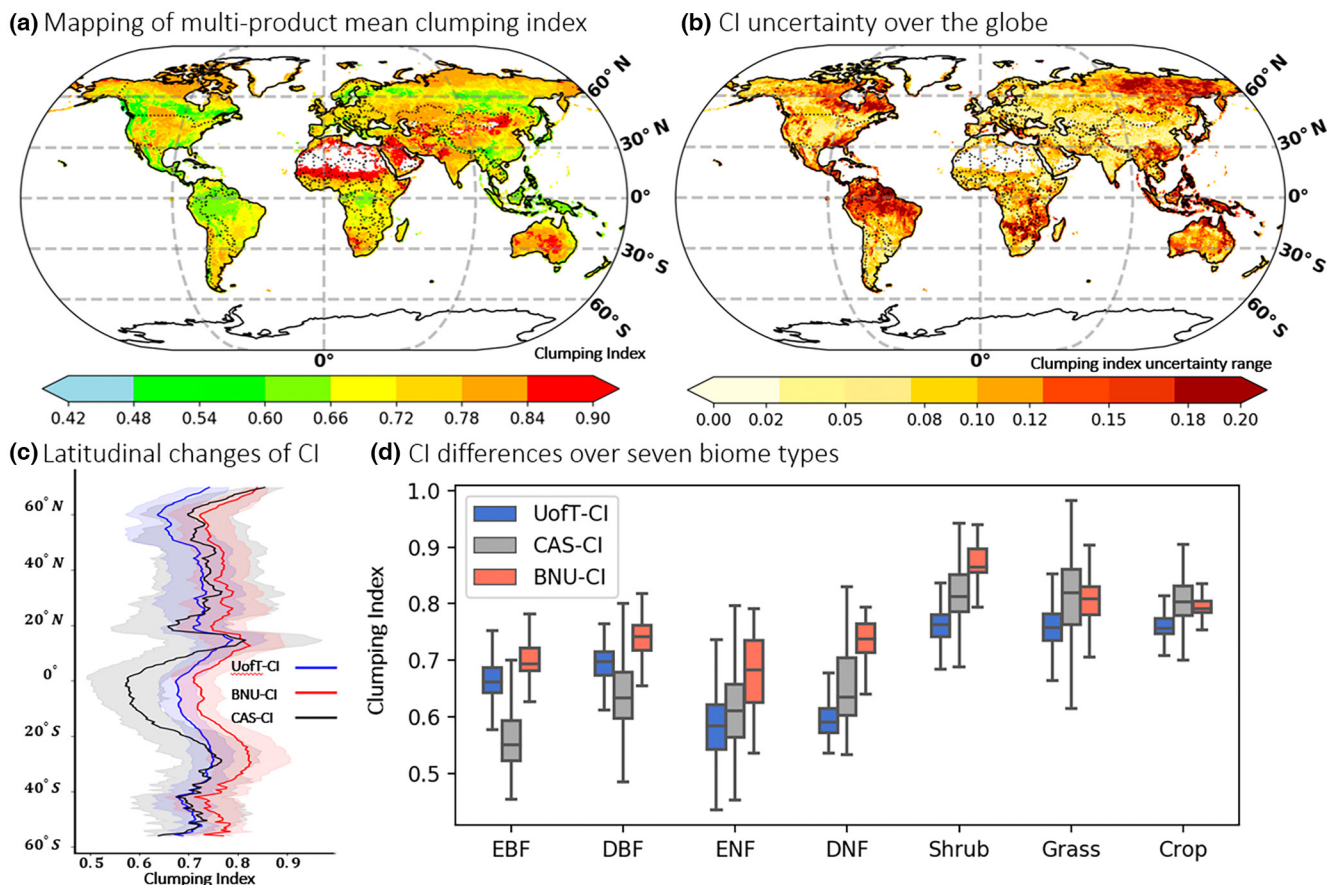 (a) Mapping of multi-product mean clumping index
60° N
30° N
0°
30° S
60° S
0°
Clumping Index
0.42 0.48 0.54 0.60 0.66 0.72 0.78 0.84 0.90
(b) CI uncertainty over the globe
60° N
30° N
0°
30° S
60° S
0°
Clumping index uncertainty range
0.00 0.02 0.05 0.08 0.10 0.12 0.15 0.18 0.20
(c) Latitudinal changes of CI
60° N
40° N
20° N
0°
20° S
40° S
60° S
UofT-CI
BNU-CI
CAS-CI
0.5 0.6 0.7 0.8 0.9
Clumping Index
(d) CI differences over seven biome types
Clumping Index
1.0
0.9
0.8
0.7
0.6
0.5
UofT-CI
CAS-CI
BNU-CI
EBF DBF ENF DNF Shrub Grass Crop